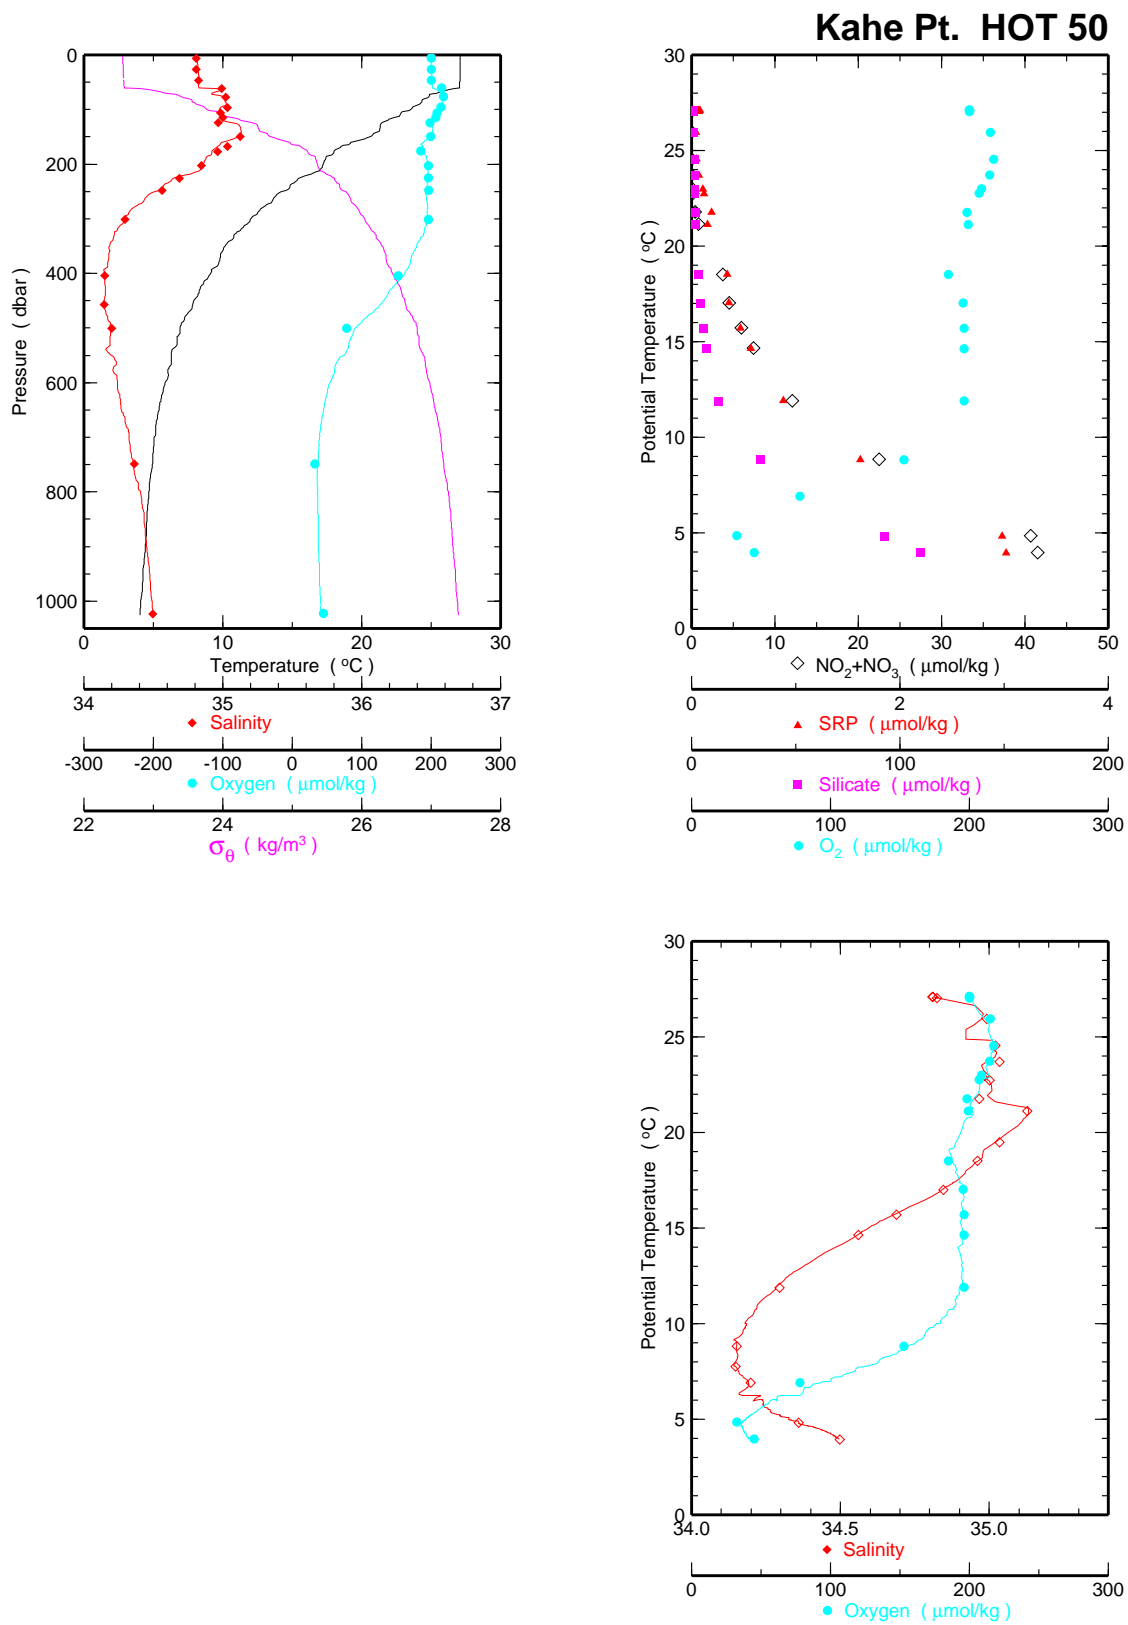 Kahe Pt. HOT 50
0
200
400
600
800
1000
Pressure ( dbar)
0 10 20 30
Temperature ( °C)
34 35 36 37
Salinity
-300 -200 -100 0 100 200 300
Oxygen ( μmol/kg)
22 24 26 28
σθ ( kg/m³)
30
20
10
0
Potential Temperature ( °C)
0 10 20 30 40 50
NO₂+NO₃ ( μmol/kg)
0 2 4
SRP ( μmol/kg)
0 100 200
Silicate ( μmol/kg)
0 100 200 300
O₂ ( μmol/kg)
30
25
20
15
10
5
0
Potential Temperature ( °C)
34.0 34.5 35.0
Salinity
0 100 200 300
Oxygen ( μmol/kg)